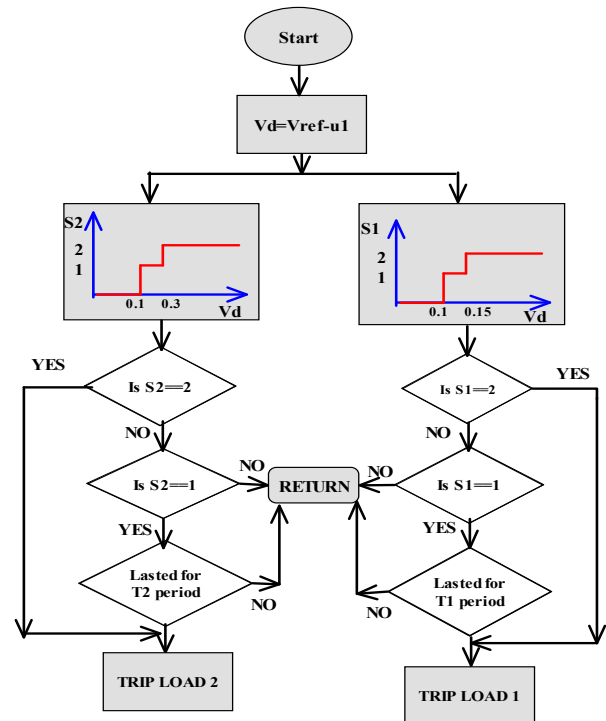 Start
Vd=Vref-u1
S2
2
1
0.1
0.3
Vd
S1
2
1
0.1
0.15
Vd
YES
Is S2==2
NO
Is S1==2
YES
NO
Is S2==1
NO
RETURN
NO
Is S1==1
YES
YES
Lasted for
T2 period
NO
Lasted for
T1 period
NO
TRIP LOAD 2
TRIP LOAD 1